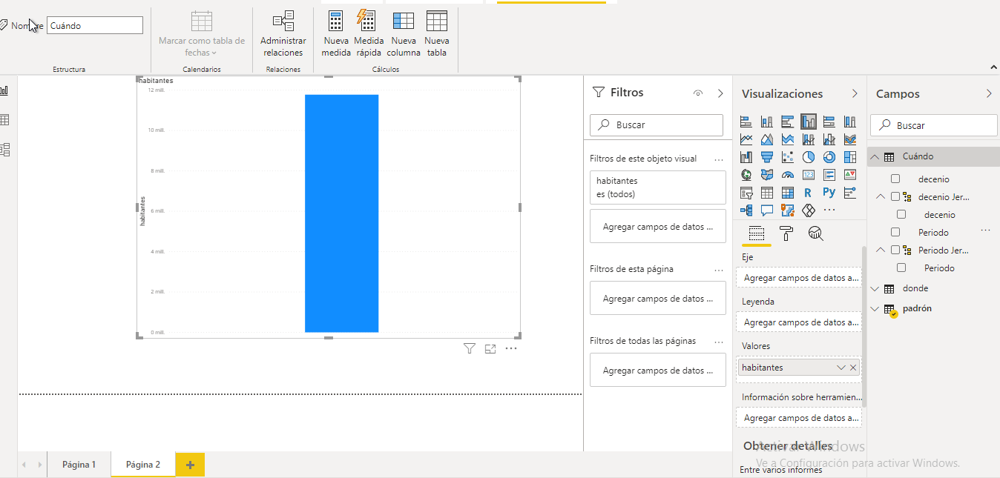 Nombre
Cuándo
Estructura
Marcar como tabla de
fechas
Calendarios
Administrar
relaciones
Relaciones
Nueva
medida
Medida
rápida
Nueva
columna
Nueva
tabla
Cálculos
habitantes
12 mill.
10 mill.
8 mill.
6 mill.
4 mill.
2 mill.
0 mill.
habitantes
Página 1
Página 2
Filtros
Buscar
Filtros de este objeto visual
...
habitantes
es (todos)
Agregar campos de datos ...
Filtros de esta página
...
Agregar campos de datos ...
Filtros de todas las páginas
...
Agregar campos de datos ...
Visualizaciones
123
R
Py
...
Eje
Agregar campos de datos a...
Leyenda
Agregar campos de datos a...
Valores
habitantes
Información sobre herramien...
Agregar campos de datos a...
Obtener detalles
Entre varios informes
Campos
Buscar
Cuándo
decenio
decenio Jer...
decenio
Periodo
...
Periodo Jer...
Periodo
donde
padrón
Activar Windows
Ve a Configuración para activar Windows.